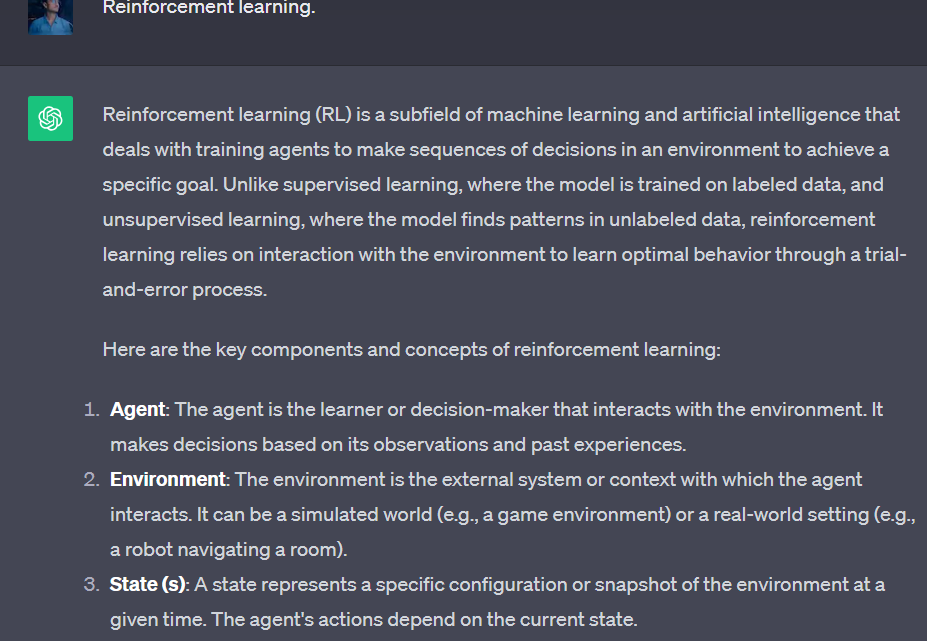 Reinforcement learning.
Reinforcement learning (RL) is a subfield of machine learning and artificial intelligence that
deals with training agents to make sequences of decisions in an environment to achieve a
specific goal. Unlike supervised learning, where the model is trained on labeled data, and
unsupervised learning, where the model finds patterns in unlabeled data, reinforcement
learning relies on interaction with the environment to learn optimal behavior through a trial-
and-error process.
Here are the key components and concepts of reinforcement learning:
1. Agent: The agent is the learner or decision-maker that interacts with the environment. It
makes decisions based on its observations and past experiences.
2. Environment: The environment is the external system or context with which the agent
interacts. It can be a simulated world (e.g., a game environment) or a real-world setting (e.g.,
a robot navigating a room).
3. State (s): A state represents a specific configuration or snapshot of the environment at a
given time. The agent's actions depend on the current state.